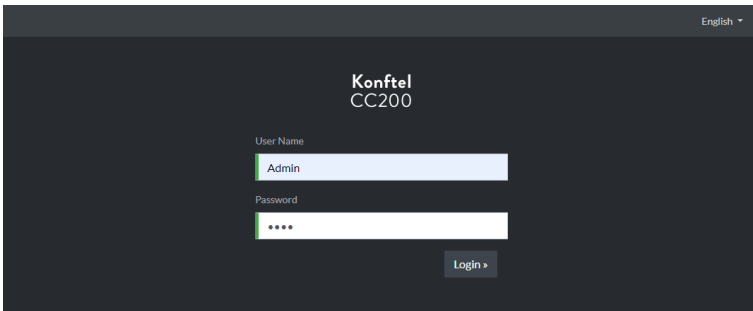 English
Konftel
CC200
User Name
Admin
Password
••••
Login »